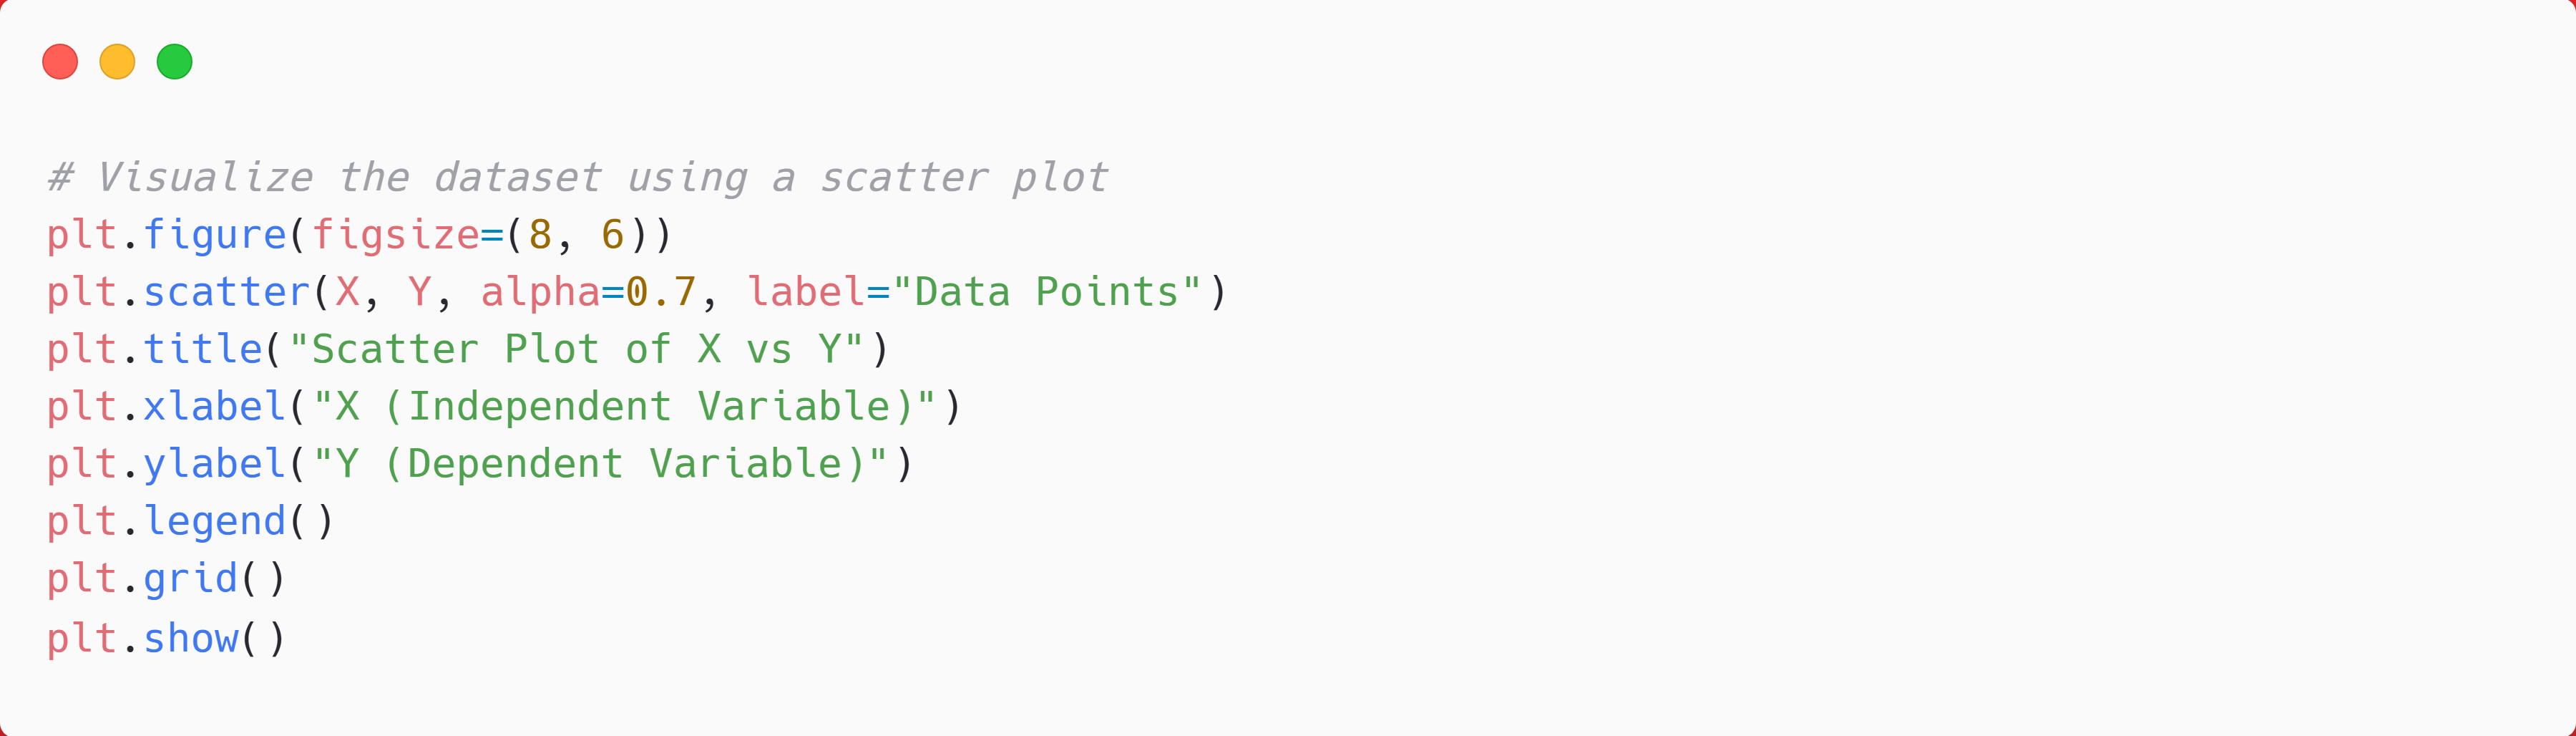 # Visualize the dataset using a scatter plot
plt.figure(figsize=(8, 6))
plt.scatter(X, Y, alpha=0.7, label="Data Points")
plt.title("Scatter Plot of X vs Y")
plt.xlabel("X (Independent Variable)")
plt.ylabel("Y (Dependent Variable)")
plt.legend()
plt.grid()
plt.show()